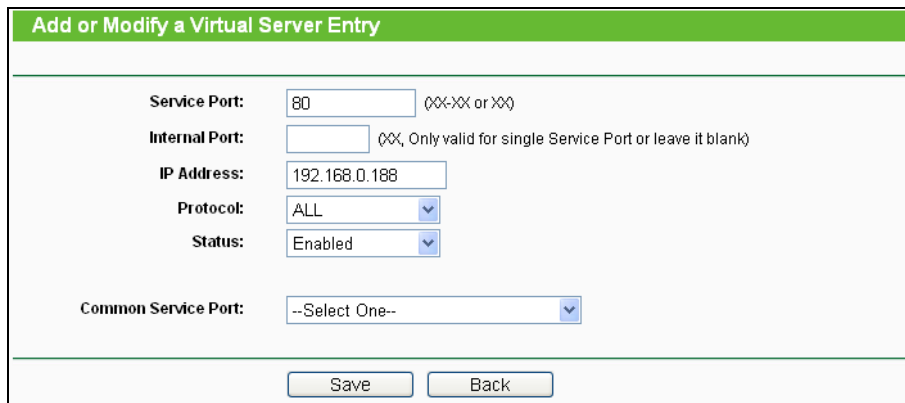 Add or Modify a Virtual Server Entry
Service Port: 80 (XX-XX or XX)
Internal Port: (XX, Only valid for single Service Port or leave it blank)
IP Address: 192.168.0.188
Protocol: ALL
Status: Enabled
Common Service Port: --Select One--
Save Back